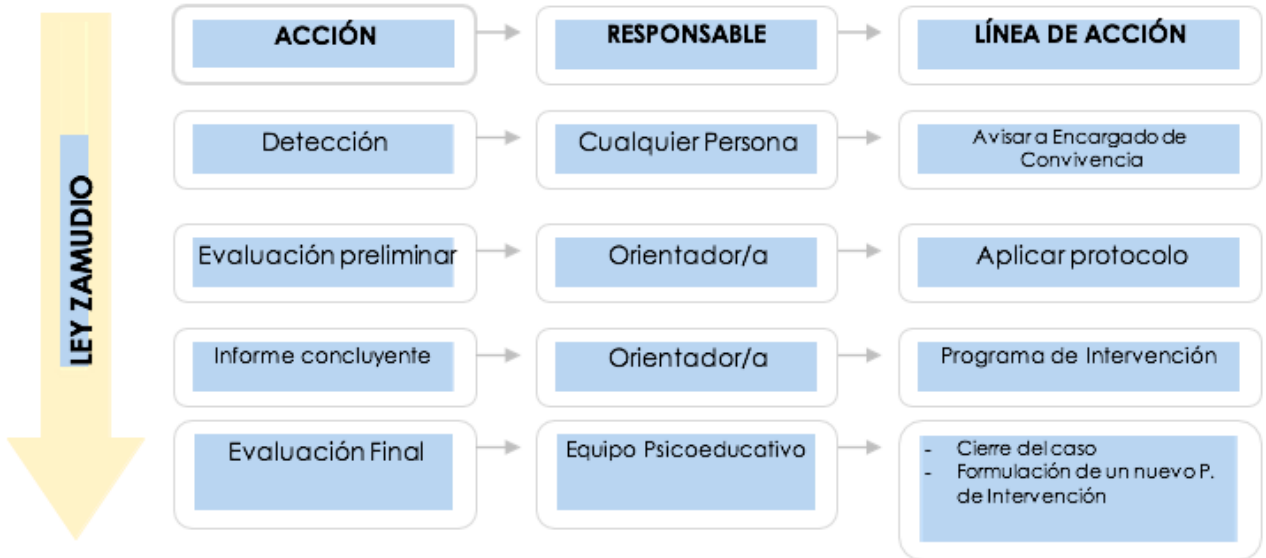 LEY ZAMUDIO
ACCIÓN
RESPONSABLE
LÍNEA DE ACCIÓN
Detección
Cualquier Persona
Avisar a Encargado de
Convivencia
Evaluación preliminar
Orientador/a
Aplicar protocolo
Informe concluyente
Orientador/a
Programa de Intervención
Evaluación Final
Equipo Psicoeducativo
- Cierre del caso
- Formulación de un nuevo P.
de Intervención